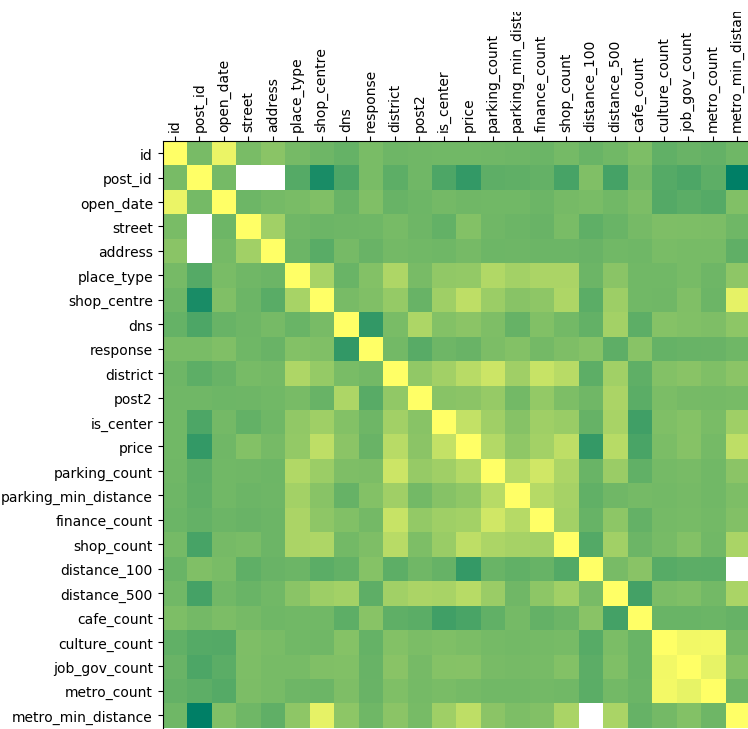 id
post_id
open_date
street
address
place_type
shop_centre
dns
response
district
post2
is_center
price
parking_count
parking_min_dista
finance_count
shop_count
distance_100
distance_500
cafe_count
culture_count
job_gov_count
metro_count
metro_min_distan
id
post_id
open_date
street
address
place_type
shop_centre
dns
response
district
post2
is_center
price
parking_count
parking_min_distance
finance_count
shop_count
distance_100
distance_500
cafe_count
culture_count
job_gov_count
metro_count
metro_min_distance